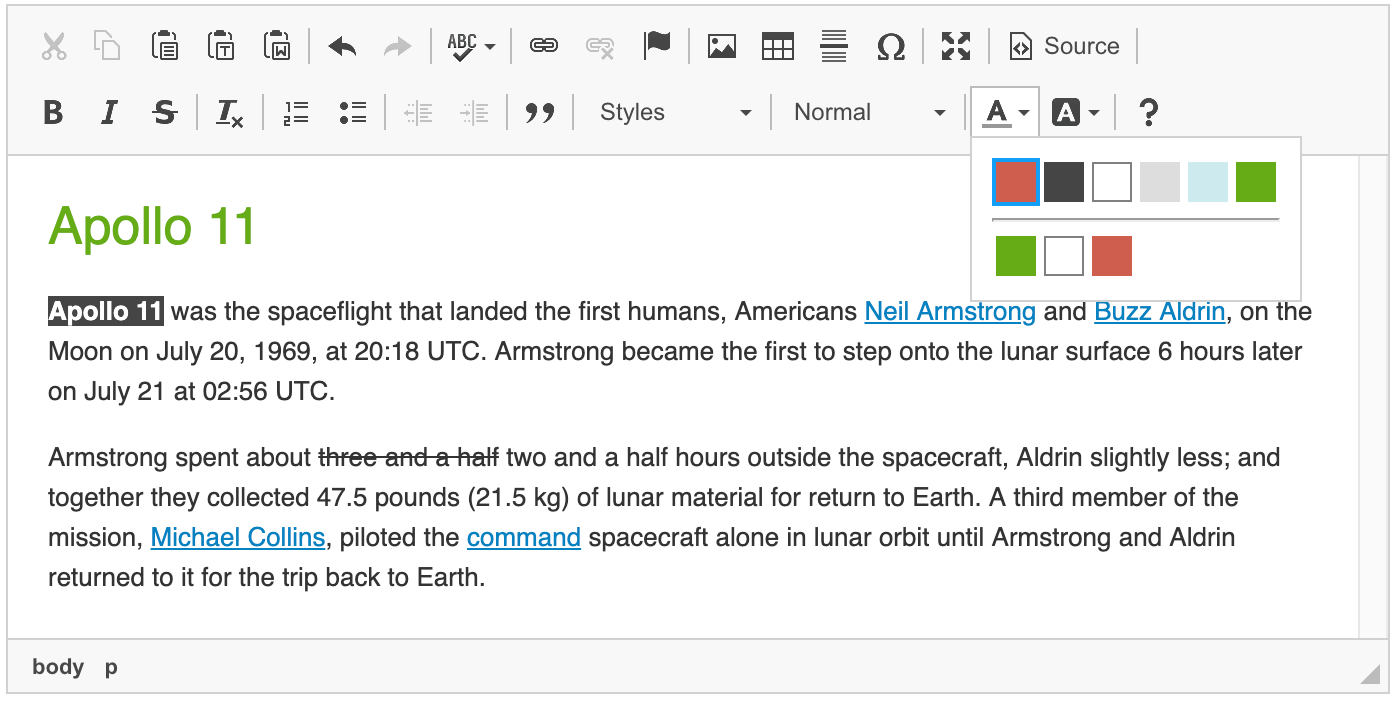 ABC Source
B I S Tx Styles Normal A A ?
Apollo 11
Apollo 11 was the spaceflight that landed the first humans, Americans Neil Armstrong and Buzz Aldrin, on the
Moon on July 20, 1969, at 20:18 UTC. Armstrong became the first to step onto the lunar surface 6 hours later
on July 21 at 02:56 UTC.
Armstrong spent about three and a half two and a half hours outside the spacecraft, Aldrin slightly less; and
together they collected 47.5 pounds (21.5 kg) of lunar material for return to Earth. A third member of the
mission, Michael Collins, piloted the command spacecraft alone in lunar orbit until Armstrong and Aldrin
returned to it for the trip back to Earth.
body p